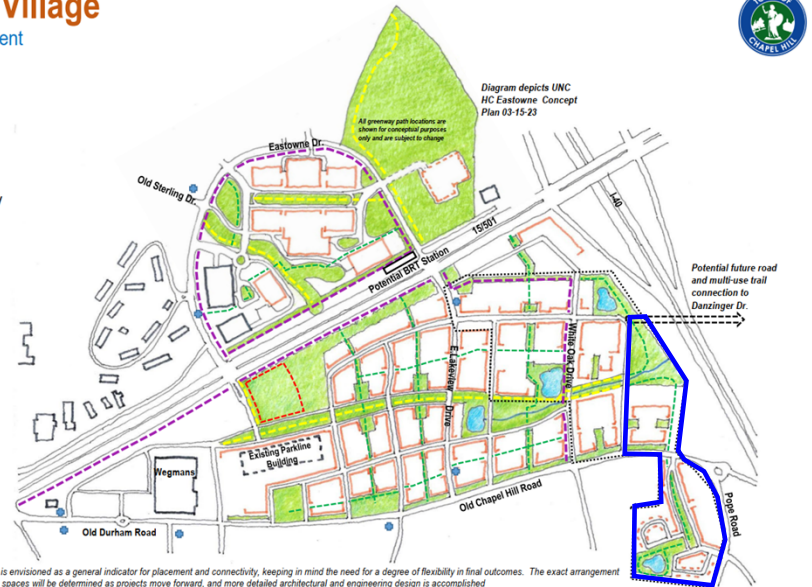 Village
ent
CHAPEL HILL
Diagram depicts UNC
HC Eastowne Concept
Plan 03-15-23
All greenway path locations are
shown for conceptual purposes
only and are subject to change
Eastowne Dr.
Old Sterling Dr.
y
I-40
15/501
Potential BRT Station
Potential future road
and multi-use trail
connection to
Danzinger Dr.
White Oak Drive
E Lakeview Drive
Existing Parkline
Building
Wegmans
Old Chapel Hill Road
Pope Road
Old Durham Road
is envisioned as a general indicator for placement and connectivity, keeping in mind the need for a degree of flexibility in final outcomes. The exact arrangement
spaces will be determined as projects move forward, and more detailed architectural and engineering design is accomplished